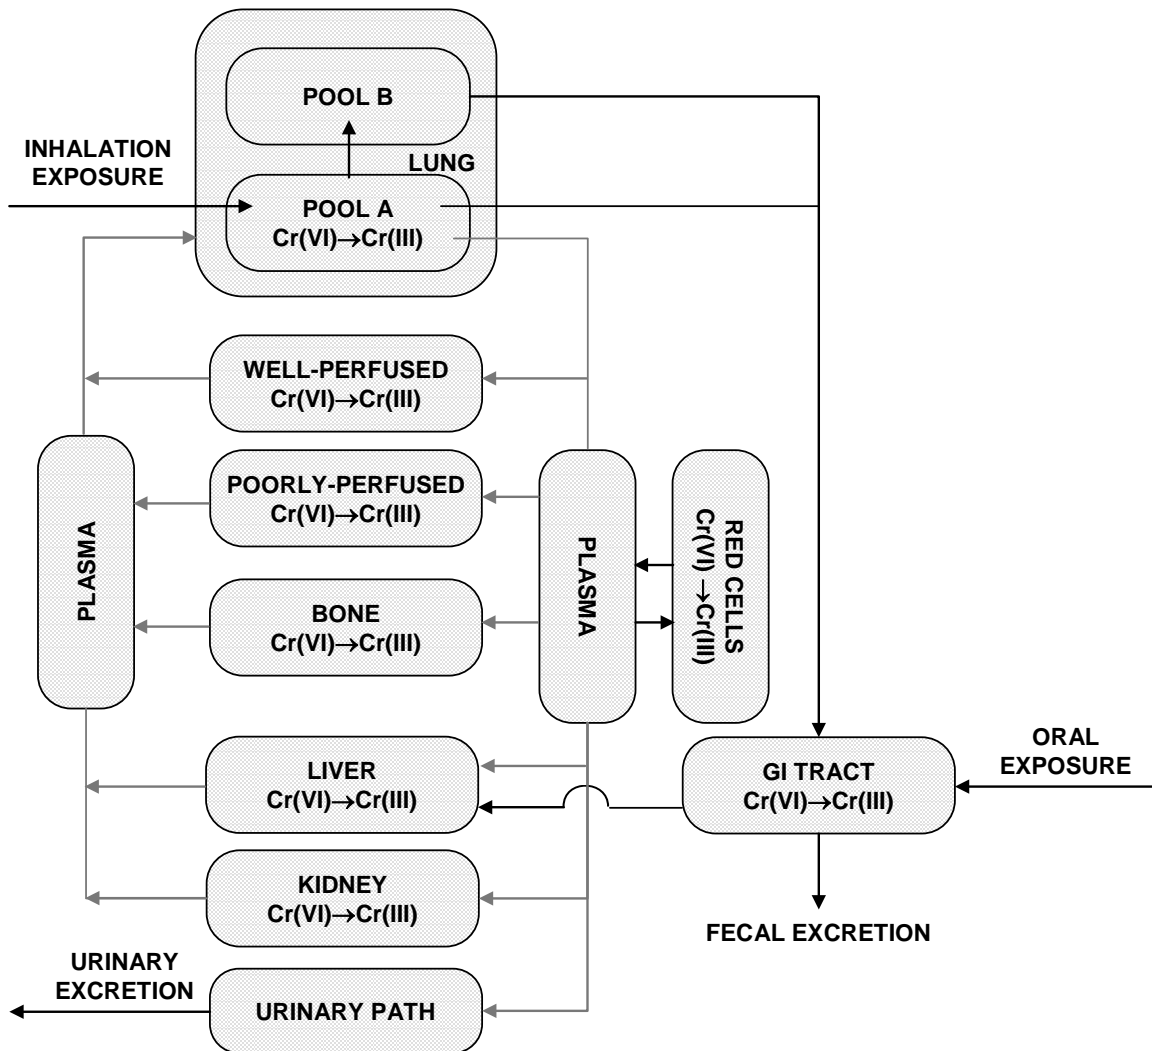 POOL B
INHALATION
EXPOSURE
LUNG
POOL A
Cr(VI)→Cr(III)
WELL-PERFUSED
Cr(VI)→Cr(III)
POORLY-PERFUSED
Cr(VI)→Cr(III)
PLASMA
PLASMA
RED CELLS
Cr(VI) →Cr(III)
BONE
Cr(VI)→Cr(III)
LIVER
Cr(VI)→Cr(III)
GI TRACT
Cr(VI)→Cr(III)
ORAL
EXPOSURE
KIDNEY
Cr(VI)→Cr(III)
FECAL EXCRETION
URINARY
EXCRETION
URINARY PATH